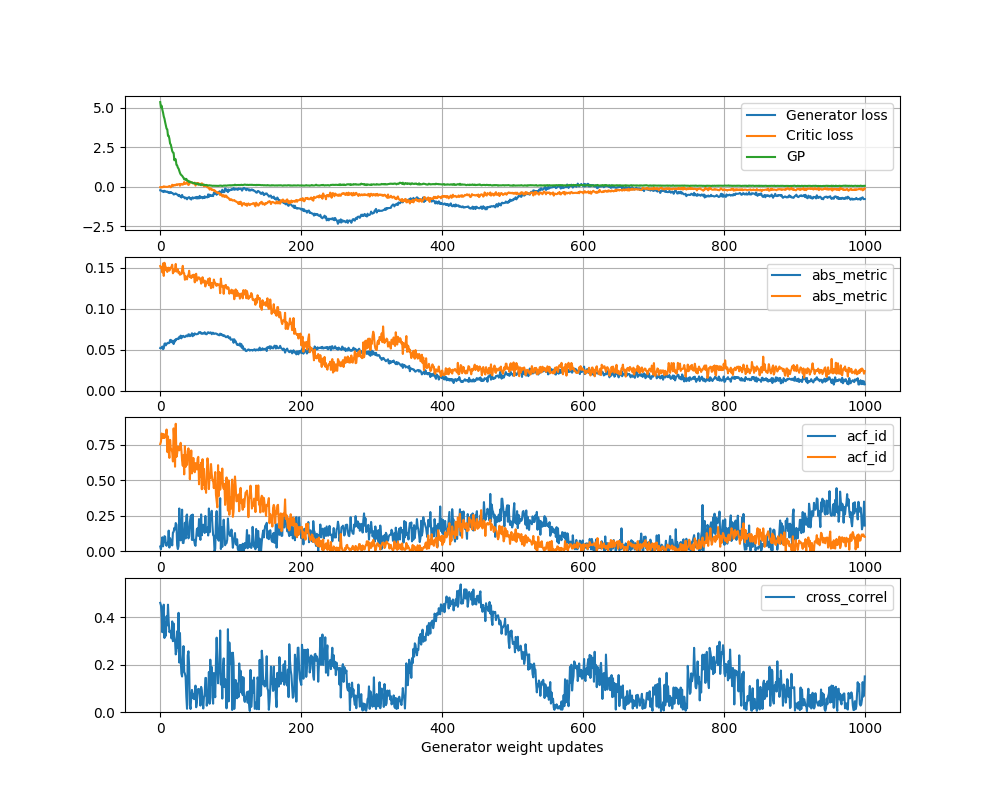 5.0
2.5
0.0
−2.5
Generator loss
Critic loss
GP
0 200 400 600 800 1000
0.15
0.10
0.05
0.00
abs_metric
abs_metric
0 200 400 600 800 1000
0.75
0.50
0.25
0.00
acf_id
acf_id
0 200 400 600 800 1000
0.4
0.2
0.0
cross_correl
0 200 400 600 800 1000
Generator weight updates